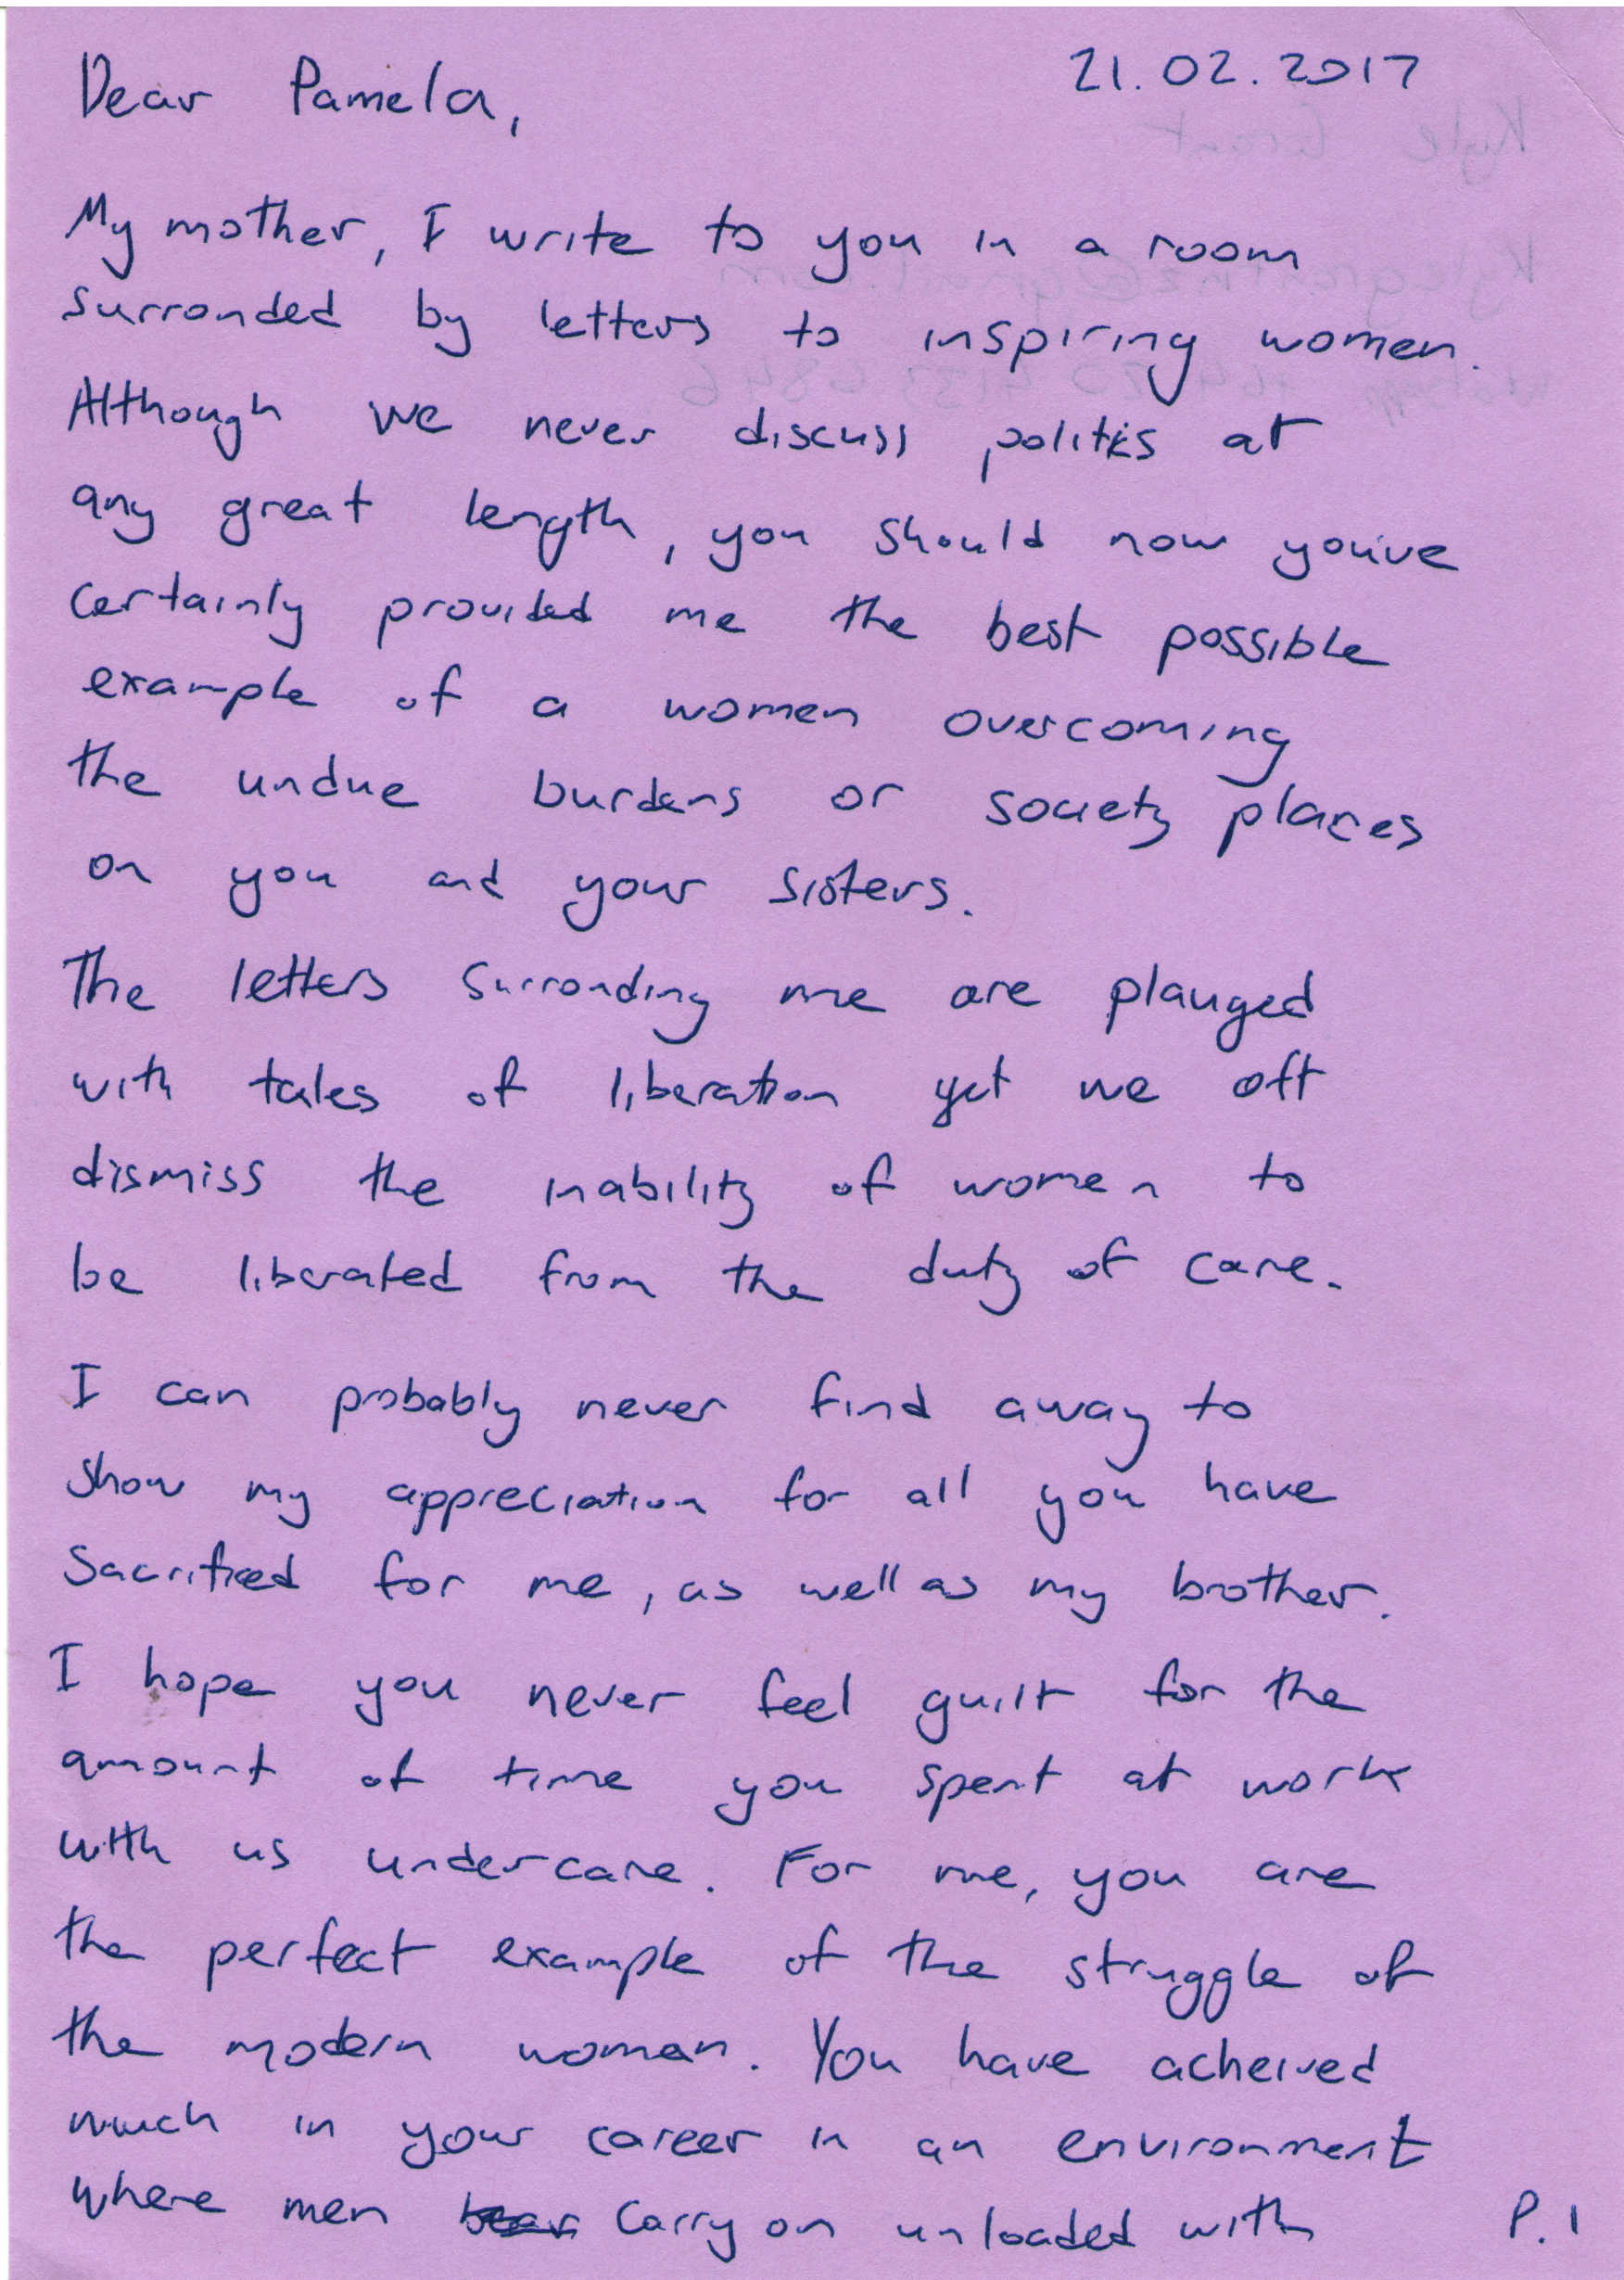 21.02.2017
Dear Pamela,
My mother, I write to you in a room
surronded by letters to inspiring women.
Although we never discuss politics at
any great length, you should now you've
certainly provided me the best possible
example of a women overcoming
the undue burdens or society places
on you and your sisters.
The letters surronding me are plauged
with tales of liberation yet we oft
dismiss the inability of women to
be liberated from the duty of care.
I can probably never find away to
show my appreciation for all you have
sacrificed for me, as well as my brother.
I hope you never feel guilt for the
amount of time you spent at work
with us undercare. For me, you are
the perfect example of the struggle of
the modern woman. You have acheived
much in your career in an environment
where men carry on unloaded with
P.1